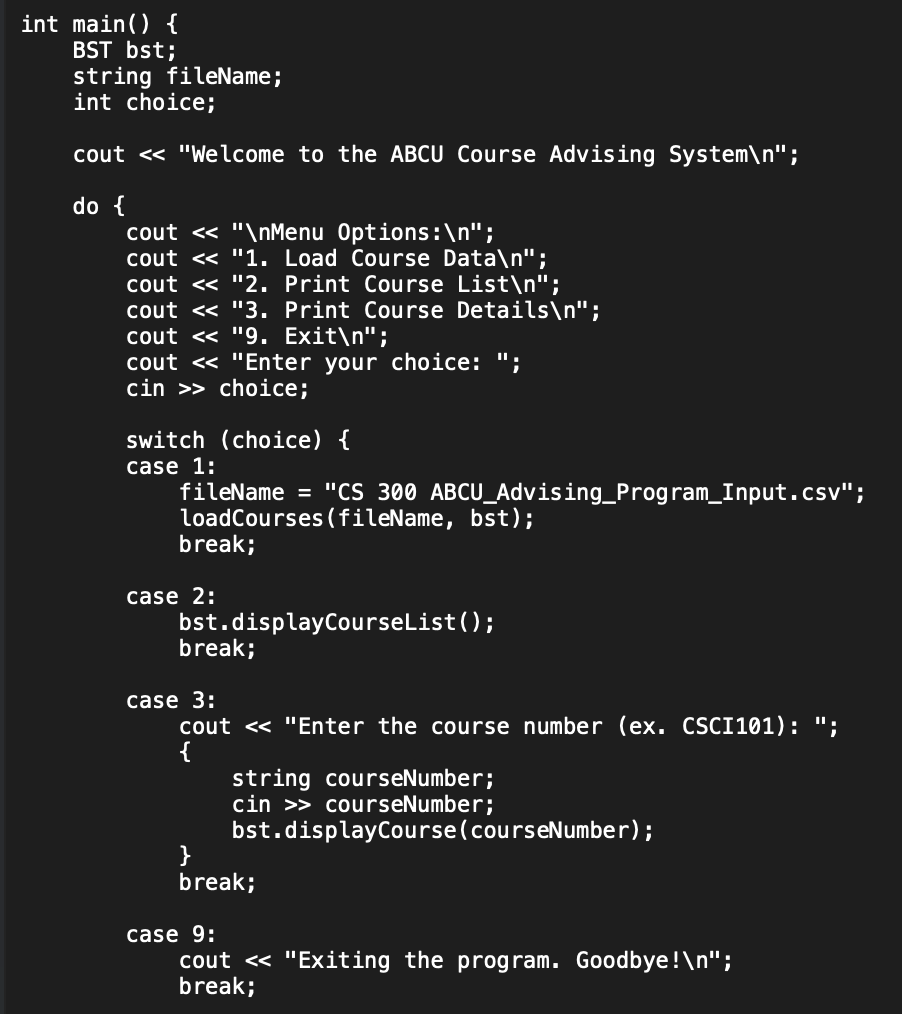 int main() {
    BST bst;
    string fileName;
    int choice;

    cout << "Welcome to the ABCU Course Advising System\n";

    do {
        cout << "\nMenu Options:\n";
        cout << "1. Load Course Data\n";
        cout << "2. Print Course List\n";
        cout << "3. Print Course Details\n";
        cout << "9. Exit\n";
        cout << "Enter your choice: ";
        cin >> choice;

        switch (choice) {
        case 1:
            fileName = "CS 300 ABCU_Advising_Program_Input.csv";
            loadCourses(fileName, bst);
            break;

        case 2:
            bst.displayCourseList();
            break;

        case 3:
            cout << "Enter the course number (ex. CSCI101): ";
            {
                string courseNumber;
                cin >> courseNumber;
                bst.displayCourse(courseNumber);
            }
            break;

        case 9:
            cout << "Exiting the program. Goodbye!\n";
            break;